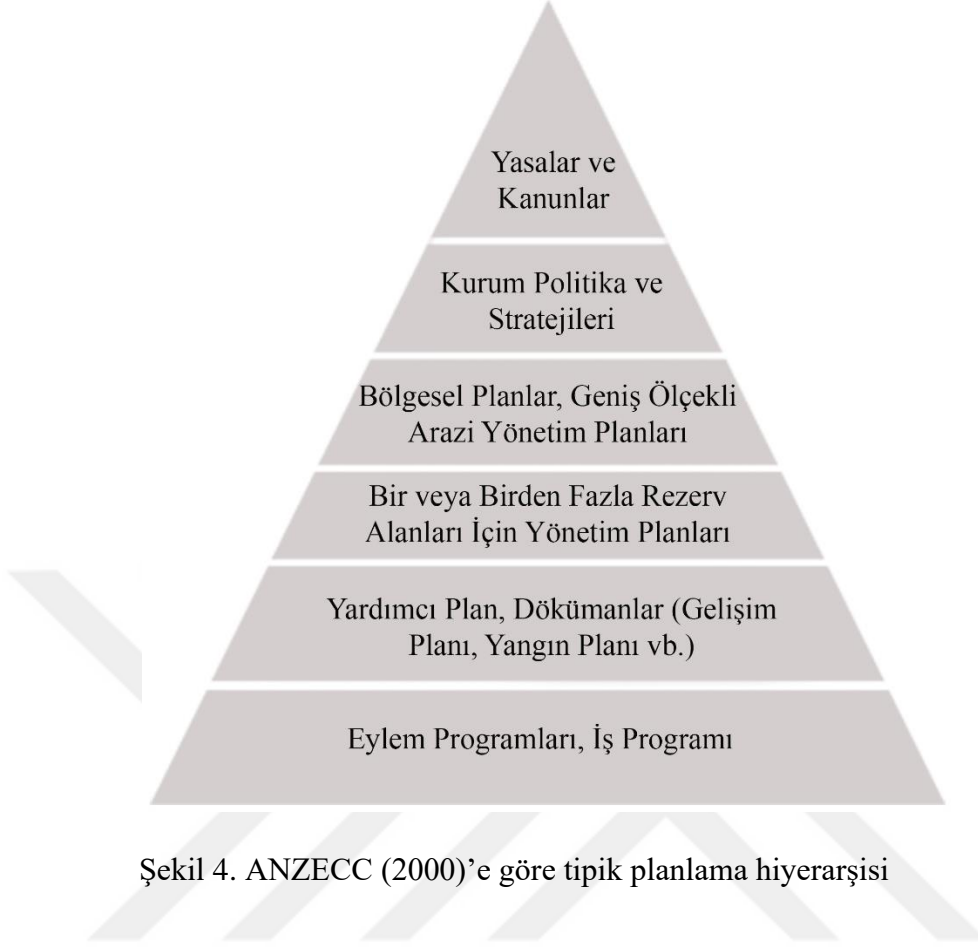 Yasalar ve
Kanunlar
Kurum Politika ve
Stratejileri
Bölgesel Planlar, Geniş Ölçekli
Arazi Yönetim Planları
Bir veya Birden Fazla Rezerv
Alanları İçin Yönetim Planları
Yardımcı Plan, Dökümanlar (Gelişim
Planı, Yangın Planı vb.)
Eylem Programları, İş Programı
Şekil 4. ANZECC (2000)’e göre tipik planlama hiyerarşisi